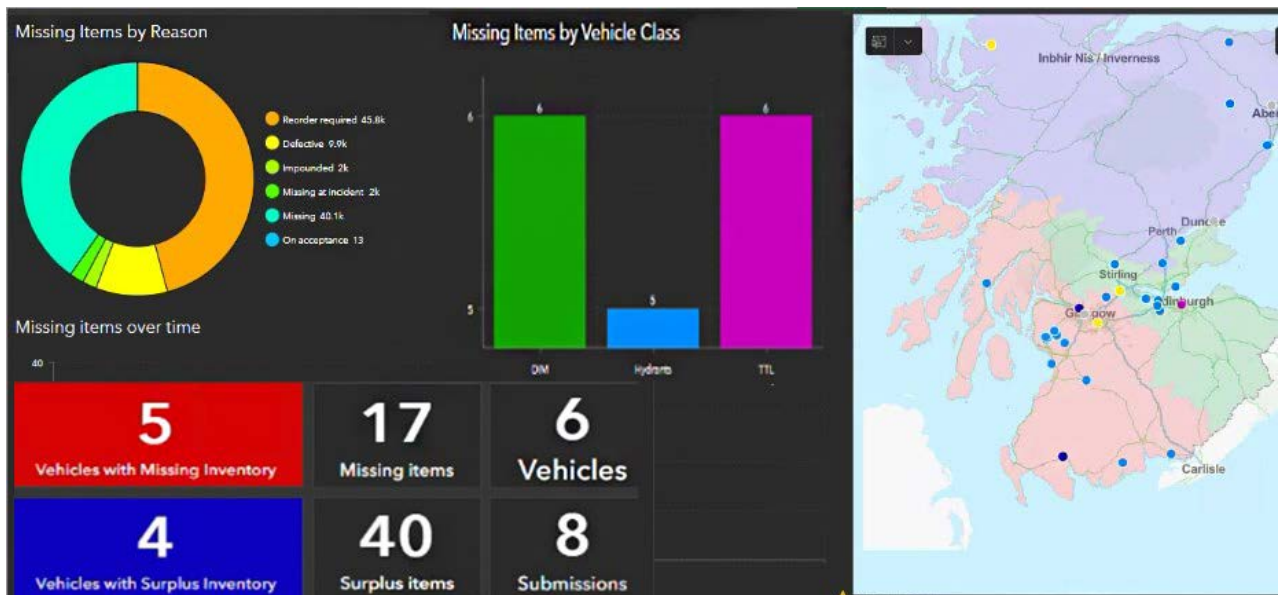 Missing Items by Reason
Reorder required 45.8k
Defective 9.9k
Impounded 2k
Missing at incident 2k
Missing 40.1k
On acceptance 13
Missing Items by Vehicle Class
6
6
6
5
5
DIM
Hydrants
TTL
Missing items over time
40
5
Vehicles with Missing Inventory
17
Missing items
6
Vehicles
4
Vehicles with Surplus Inventory
40
Surplus items
8
Submissions
Inbhir Nis / Inverness
Aber
Dundee
Perth
Stirling
Edinburgh
Glasgow
Carlisle